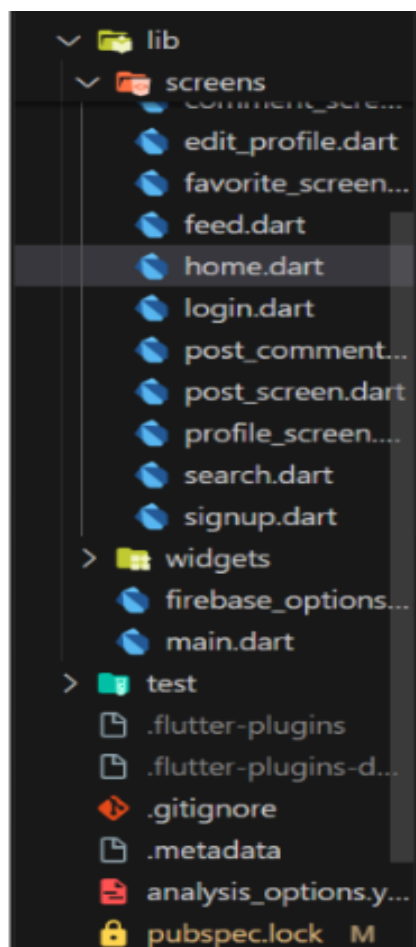 lib
screens
comment_scre...
edit_profile.dart
favorite_screen...
feed.dart
home.dart
login.dart
post_comment...
post_screen.dart
profile_screen....
search.dart
signup.dart
widgets
firebase_options...
main.dart
test
.flutter-plugins
.flutter-plugins-d...
.gitignore
.metadata
analysis_options.y...
pubspec.lock M